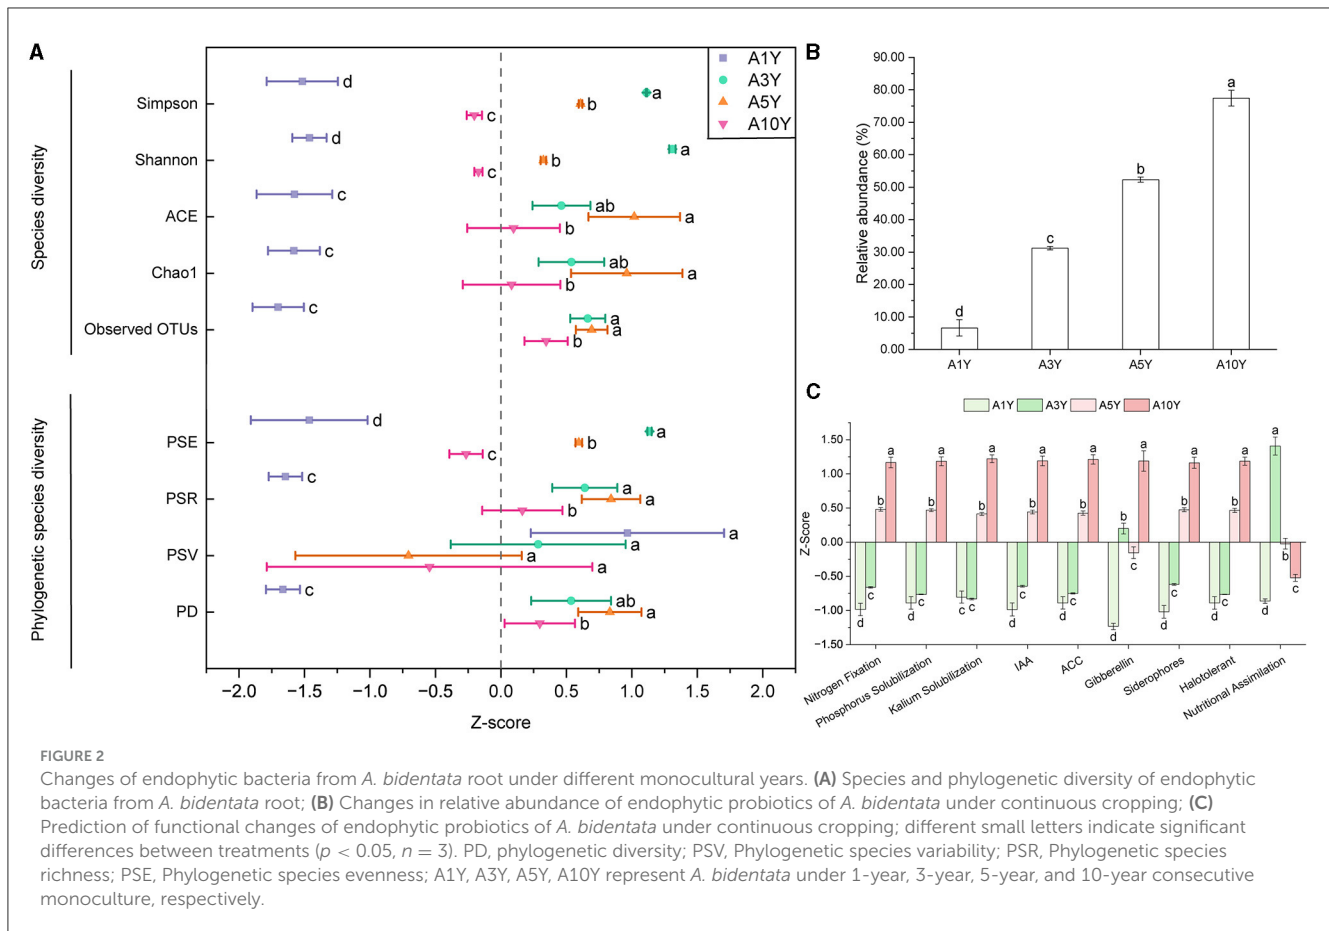 A
Species diversity
Phylogenetic species diversity
A1Y
A3Y
A5Y
A10Y
Simpson
d
a
b
c
Shannon
d
a
b
c
ACE
c
ab
a
b
Chao1
c
ab
a
b
Observed OTUs
c
a
a
b
PSE
d
a
b
c
PSR
c
a
a
b
PSV
a
a
a
a
PD
c
ab
a
b
−2.0 −1.5 −1.0 −0.5 0.0 0.5 1.0 1.5 2.0
Z-score
B
Relative abundance (%)
90.00
80.00
70.00
60.00
50.00
40.00
30.00
20.00
10.00
0.00
d c b a
A1Y A3Y A5Y A10Y
C
A1Y A3Y A5Y A10Y
Z-Score
1.50
1.00
0.50
0.00
−0.50
−1.00
−1.50
d c b a
d c b a
c c b a
d c b a
d c b a
d b c a
d c b a
d c b a
d a b c
Nitrogen Fixation
Phosphorus Solubilization
Kalium Solubilization
IAA
ACC
Gibberellin
Siderophores
Halotolerant
Nutritional Assimilation
FIGURE 2
Changes of endophytic bacteria from A. bidentata root under different monocultural years. (A) Species and phylogenetic diversity of endophytic
bacteria from A. bidentata root; (B) Changes in relative abundance of endophytic probiotics of A. bidentata under continuous cropping; (C)
Prediction of functional changes of endophytic probiotics of A. bidentata under continuous cropping; different small letters indicate significant
differences between treatments (p < 0.05, n = 3). PD, phylogenetic diversity; PSV, Phylogenetic species variability; PSR, Phylogenetic species
richness; PSE, Phylogenetic species evenness; A1Y, A3Y, A5Y, A10Y represent A. bidentata under 1-year, 3-year, 5-year, and 10-year consecutive
monoculture, respectively.